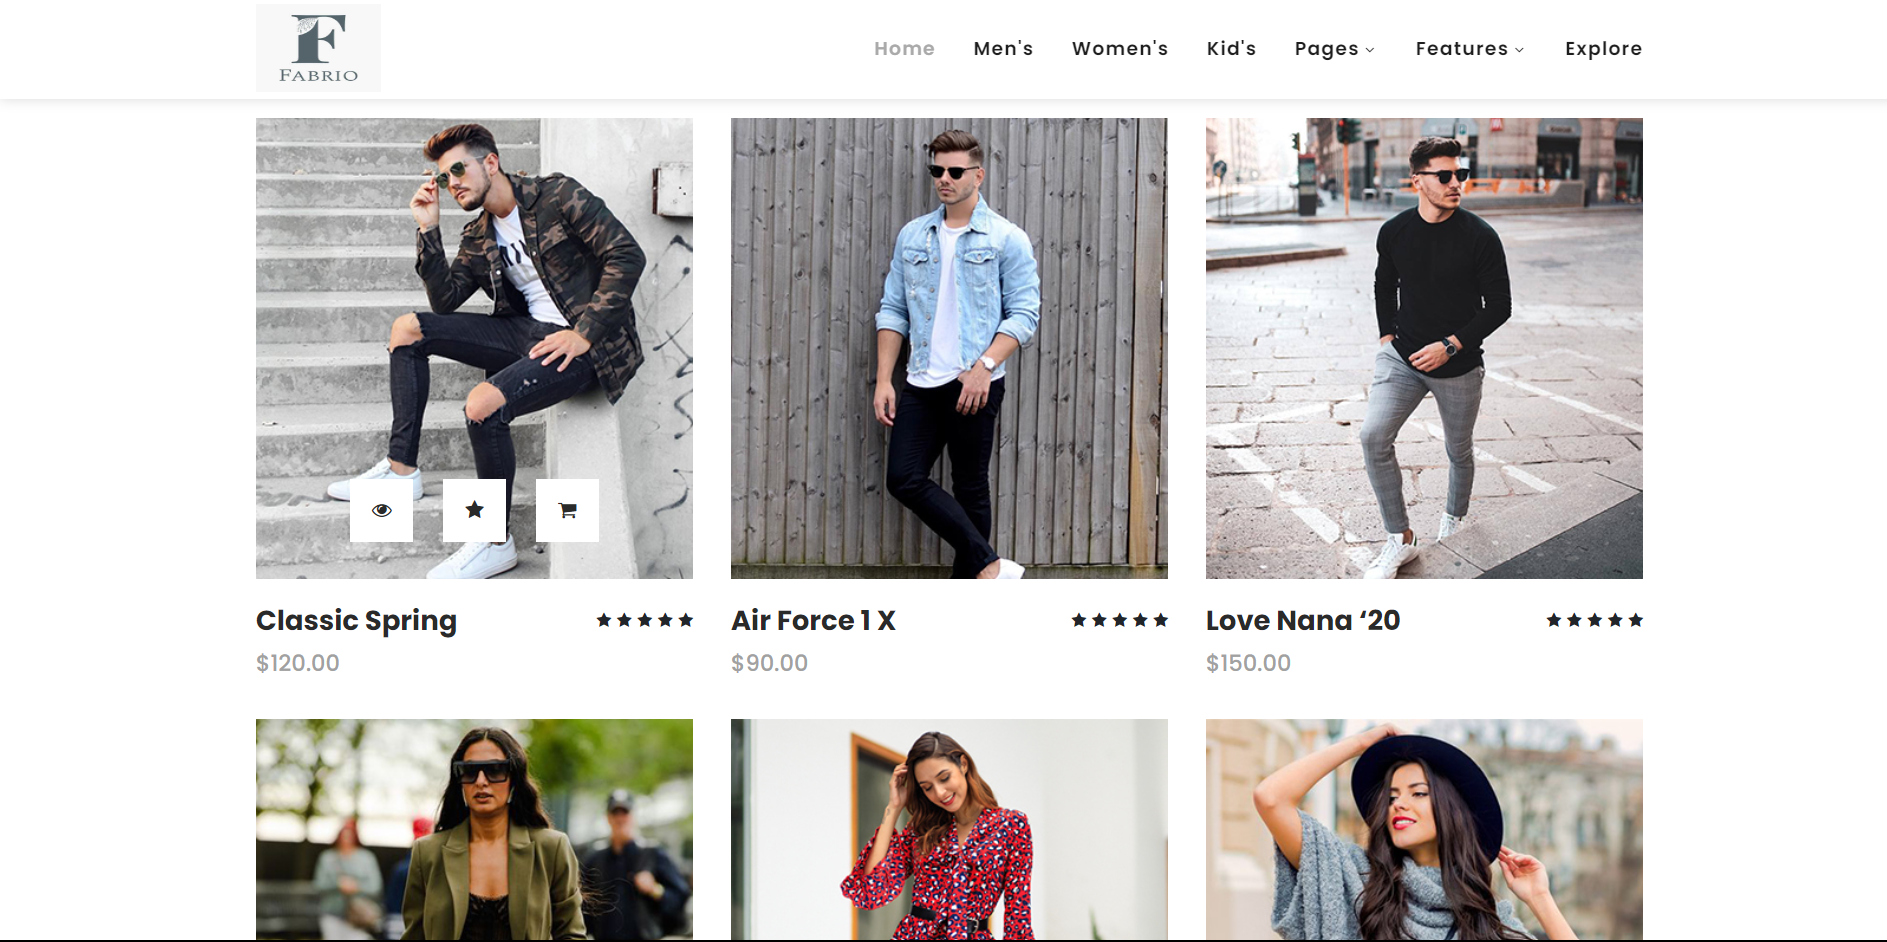 F
FABRIO
Home Men's Women's Kid's Pages Features Explore
Classic Spring
$120.00
Air Force 1 X
$90.00
Love Nana ‘20
$150.00